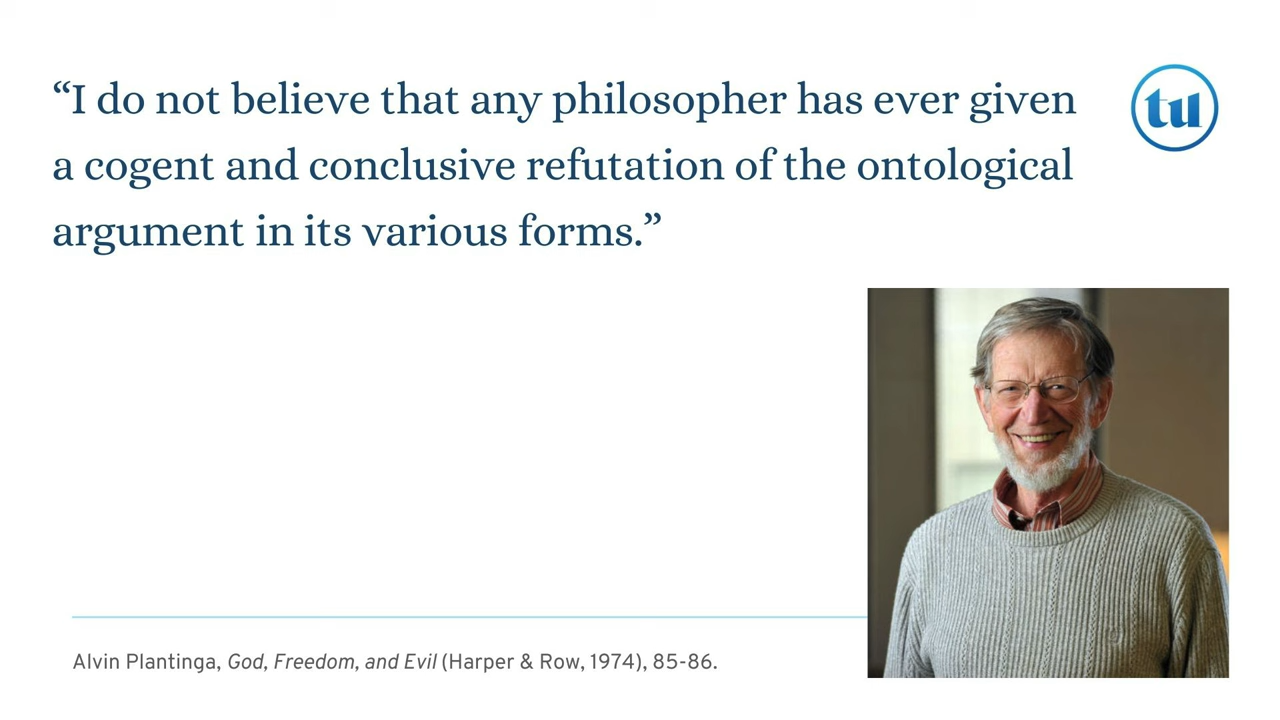 “I do not believe that any philosopher has ever given
a cogent and conclusive refutation of the ontological
argument in its various forms.”
tu
Alvin Plantinga, God, Freedom, and Evil (Harper & Row, 1974), 85-86.